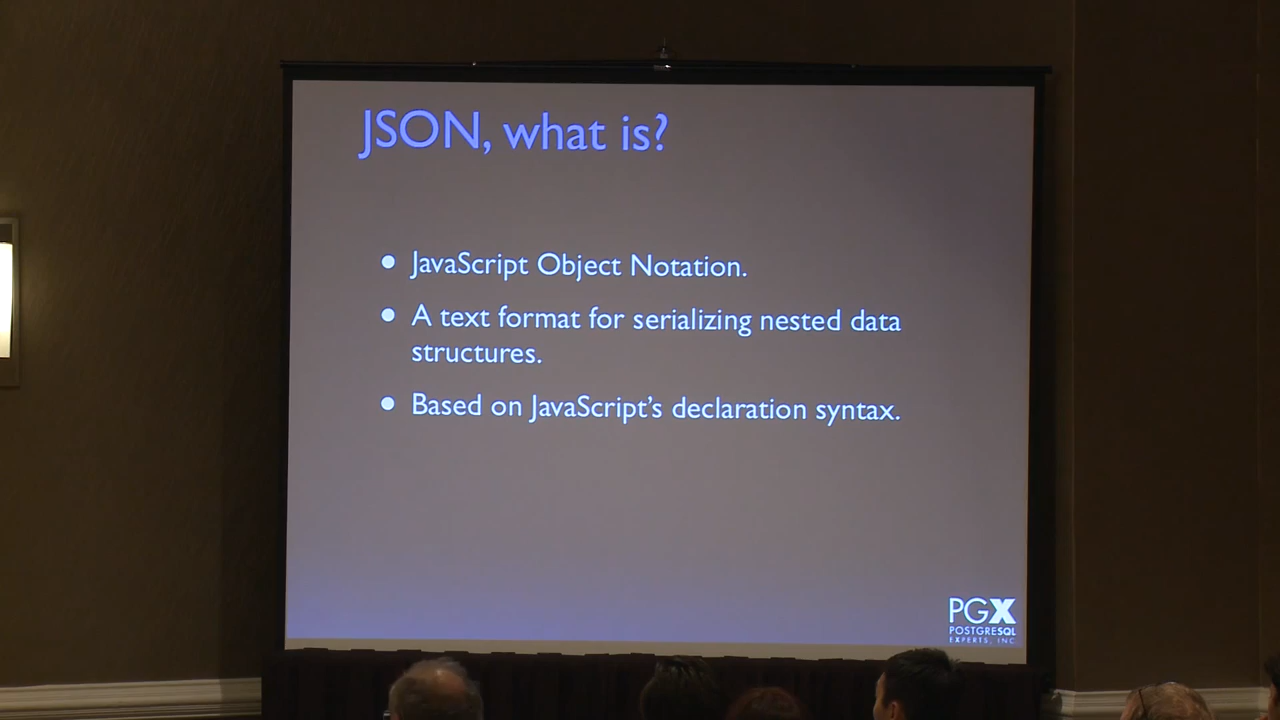 JSON, what is?
● JavaScript Object Notation.
● A text format for serializing nested data
structures.
● Based on JavaScript's declaration syntax.
PGX
POSTGRESQL
EXPERTS, INC